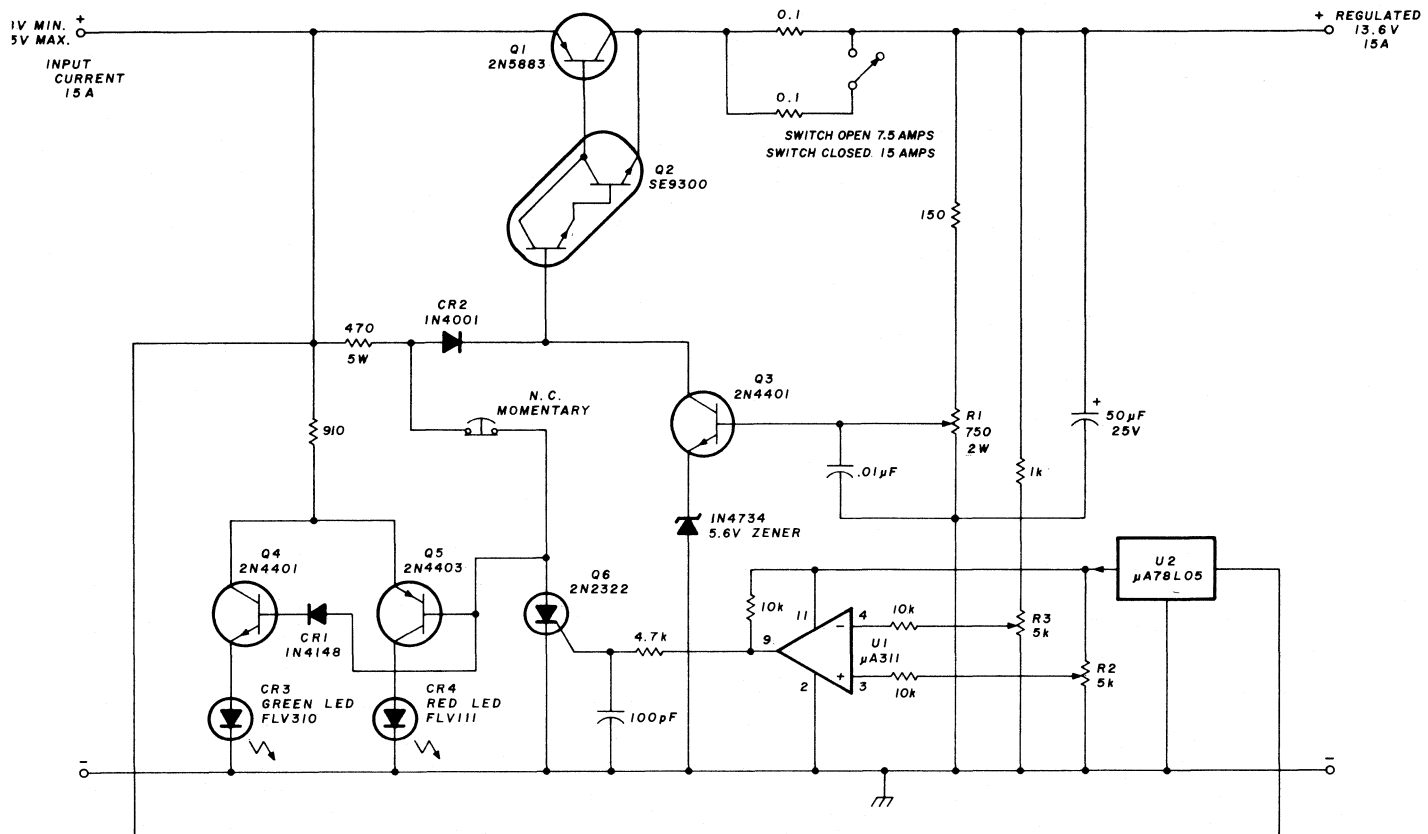 V MIN. +
5V MAX.
INPUT
CURRENT
15A
Q1
2N5883
0.1
0.1
SWITCH OPEN 7.5 AMPS
SWITCH CLOSED. 15 AMPS
+ REGULATED
13.6V
15A
Q2
SE9300
150
CR2
1N4001
470
5W
N.C.
MOMENTARY
Q3
2N4401
R1
750
2W
+
50µF
25V
910
.01µF
1k
1N4734
5.6V ZENER
Q4
2N4401
Q5
2N4403
Q6
2N2322
U2
µA78L05
10k
11
4
10k
R3
5k
CR1
1N4148
4.7k
9
−
U1
µA311
+
2
3
10k
R2
5k
CR3
GREEN LED
FLV310
CR4
RED LED
FLV111
100pF
−
−